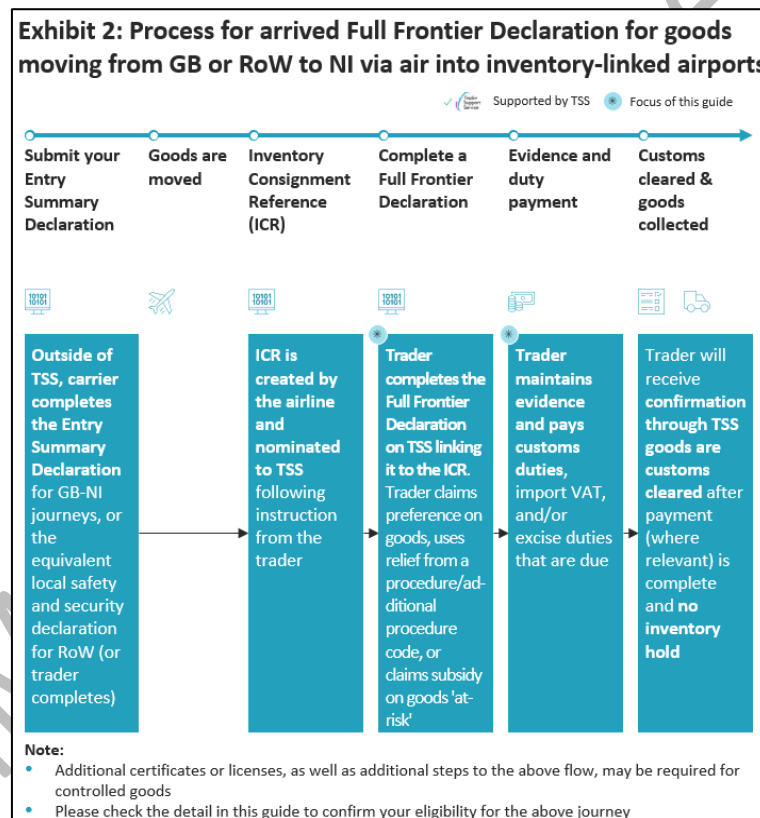 Exhibit 2: Process for arrived Full Frontier Declaration for goods
moving from GB or RoW to NI via air into inventory-linked airports
Trader
Support
Service
Supported by TSS
Focus of this guide
Submit your
Entry
Summary
Declaration
Goods are
moved
Inventory
Consignment
Reference
(ICR)
Complete a
Full Frontier
Declaration
Evidence and
duty
payment
Customs
cleared &
goods
collected
10101
10101
10101
10101
10101
10101
Outside of
TSS, carrier
completes
the Entry
Summary
Declaration
for GB-NI
journeys, or
the
equivalent
local safety
and security
declaration
for RoW (or
trader
completes)
ICR is
created by
the airline
and
nominated
to TSS
following
instruction
from the
trader
Trader
completes the
Full Frontier
Declaration
on TSS linking
it to the ICR.
Trader claims
preference on
goods, uses
relief from a
procedure/ad-
ditional
procedure
code, or
claims subsidy
on goods 'at-
risk'
Trader
maintains
evidence
and pays
customs
duties,
import VAT,
and/or
excise duties
that are due
Trader will
receive
confirmation
through TSS
goods are
customs
cleared after
payment
(where
relevant) is
complete
and no
inventory
hold
Note:
• Additional certificates or licenses, as well as additional steps to the above flow, may be required for
controlled goods
• Please check the detail in this guide to confirm your eligibility for the above journey